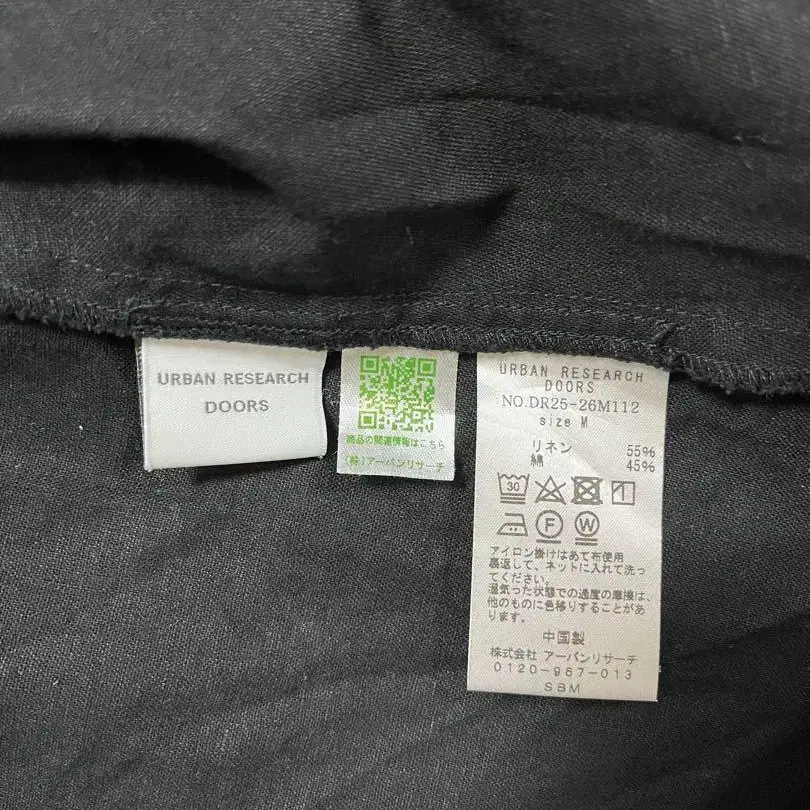 URBAN RESEARCH
DOORS
商品の関連情報はこちら
(株)アーバンリサーチ
URBAN RESEARCH
DOORS
NO.DR25-26M112
size M
リネン 55%
綿 45%
30
F
W
アイロン掛けはあて布使用
裏返して、ネットに入れて洗っ
てください。
湿気った状態での過度の摩擦は、
他のものに色移りすることがあ
ります。
中国製
株式会社 アーバンリサーチ
0120-967-013
SBM